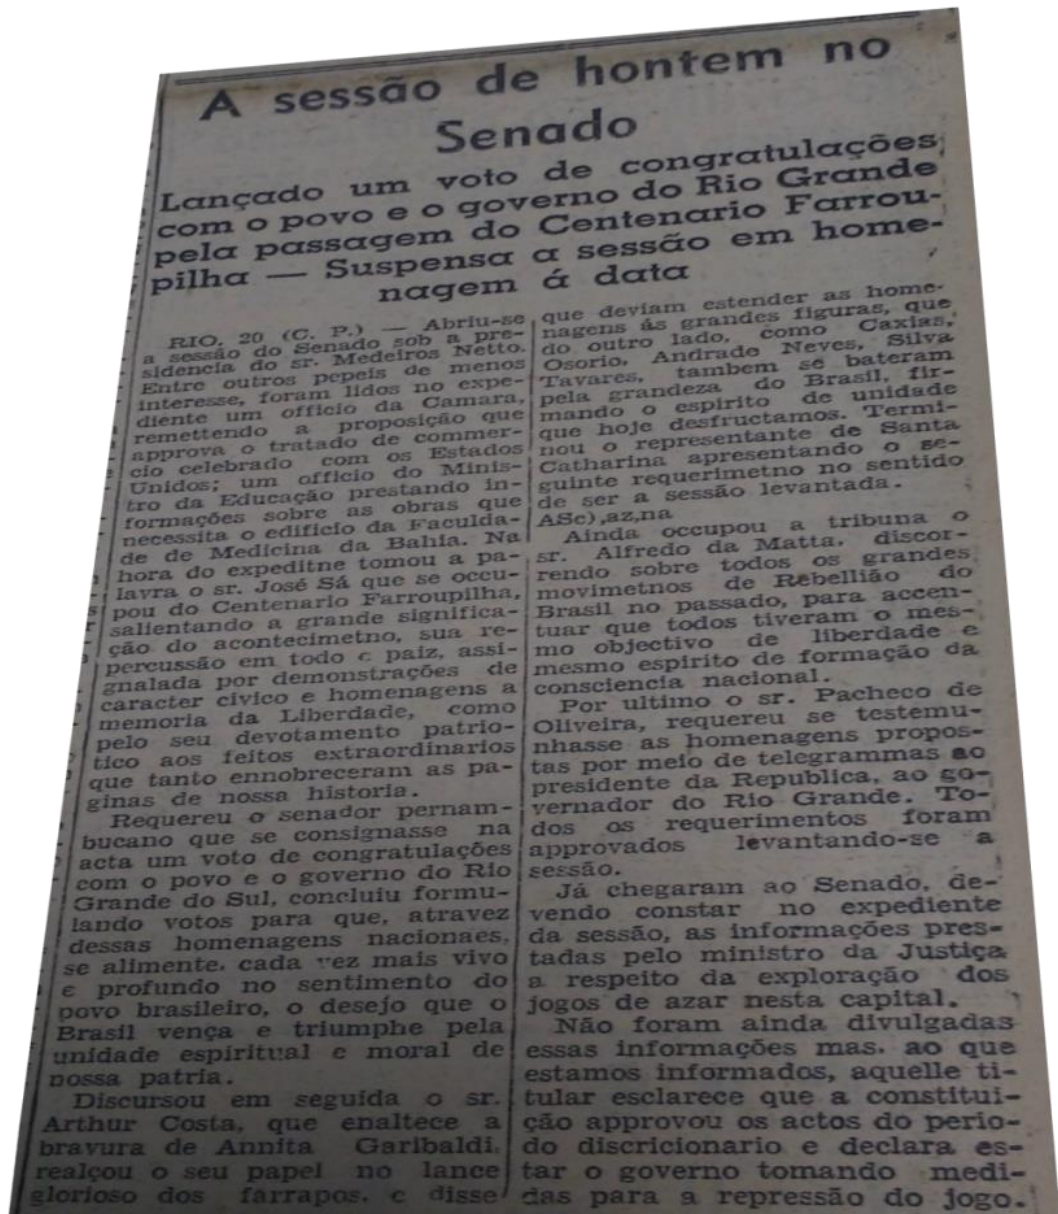 A sessão de hontem no
Senado
Lançado um voto de congratulações
com o povo e o governo do Rio Grande
pela passagem do Centenario Farrou-
pilha — Suspensa a sessão em home-
nagem á data
RIO, 20 (C. P.) — Abriu-se
a sessão do Senado sob a pre-
sidencia do sr. Medeiros Netto.
Entre outros pepeis de menos
interesse, foram lidos no expe-
diente um officio da Camara,
remettendo a proposição que
approva o tratado de commer-
cio celebrado com os Estados
Unidos; um officio do Minis-
tro da Educação prestando in-
formações sobre as obras que
necessita o edificio da Faculda-
de de Medicina da Bahia. Na
hora do expeditne tomou a pa-
lavra o sr. José Sá que se occu-
pou do Centenario Farroupilha,
salientando a grande significa-
ção do acontecimetno, sua re-
percussão em todo c paiz, assi-
gnalada por demonstrações de
caracter civico e homenagens a
memoria da Liberdade, como
pelo seu devotamento patrio-
tico aos feitos extraordinarios
que tanto ennobreceram as pa-
ginas de nossa historia.
Requereu o senador pernam-
bucano que se consignasse na
acta um voto de congratulações
com o povo e o governo do Rio
Grande do Sul, concluiu formu-
lando votos para que, atravez
dessas homenagens nacionaes,
se alimente, cada vez mais vivo
e profundo no sentimento do
povo brasileiro, o desejo que o
Brasil vença e triumphe pela
unidade espiritual e moral de
nossa patria.
Discursou em seguida o sr.
Arthur Costa, que enaltece a
bravura de Annita Garibaldi,
realçou o seu papel no lance
glorioso dos farrapos, e disse
que deviam estender as home-
nagens ás grandes figuras, que
do outro lado, como Caxias,
Osorio, Andrade Neves, Silva
Tavares, tambem se bateram
pela grandeza do Brasil, fir-
mando o espirito de unidade
que hoje desfructamos. Termi-
nou o representante de Santa
Catharina apresentando o se-
guinte requerimetno no sentido
de ser a sessão levantada.
ASc),az,na
Ainda occupou a tribuna o
sr. Alfredo da Matta, discor-
rendo sobre todos os grandes
movimetnos de Rebellião do
Brasil no passado, para accen-
tuar que todos tiveram o mes-
mo objectivo de liberdade e
mesmo espirito de formação da
consciencia nacional.
Por ultimo o sr. Pacheco de
Oliveira, requereu se testemu-
nhasse as homenagens propos-
tas por meio de telegrammas ao
presidente da Republica, ao go-
vernador do Rio Grande. To-
dos os requerimentos foram
approvados levantando-se a
sessão.
Já chegaram ao Senado, de-
vendo constar no expediente
da sessão, as informações pres-
tadas pelo ministro da Justiça
a respeito da exploração dos
jogos de azar nesta capital.
Não foram ainda divulgadas
essas informações mas, ao que
estamos informados, aquelle ti-
tular esclarece que a constitui-
ção approvou os actos do perio-
do discricionario e declara es-
tar o governo tomando medi-
das para a repressão do jogo.